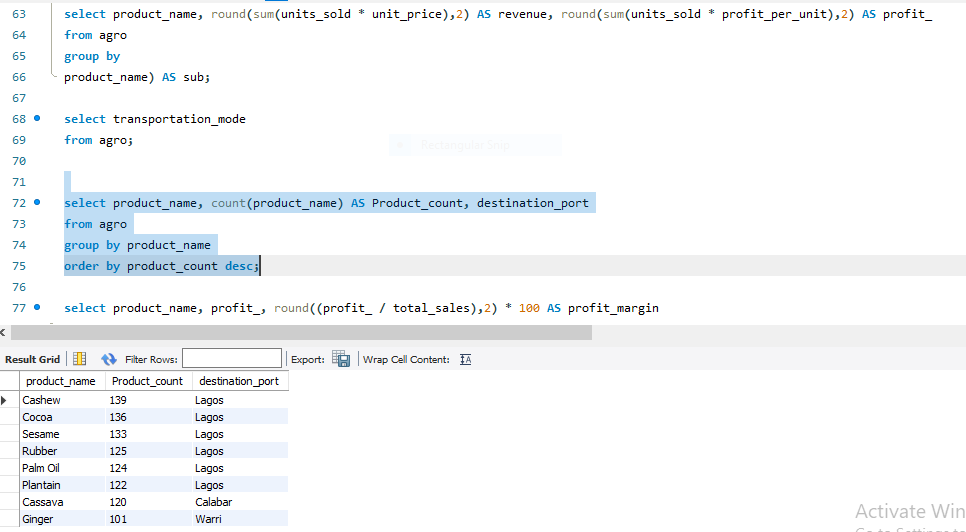 63 select product_name, round(sum(units_sold * unit_price),2) AS revenue, round(sum(units_sold * profit_per_unit),2) AS profit_
64 from agro
65 group by
66 product_name) AS sub;
67
68 select transportation_mode
69 from agro;
70
Rectangular Snip
71
72 select product_name, count(product_name) AS Product_count, destination_port
73 from agro
74 group by product_name
75 order by product_count desc;
76
77 select product_name, profit_, round((profit_ / total_sales),2) * 100 AS profit_margin
Result Grid Filter Rows: Export: Wrap Cell Content:
product_name Product_count destination_port
Cashew 139 Lagos
Cocoa 136 Lagos
Sesame 133 Lagos
Rubber 125 Lagos
Palm Oil 124 Lagos
Plantain 122 Lagos
Cassava 120 Calabar
Ginger 101 Warri
Activate Win